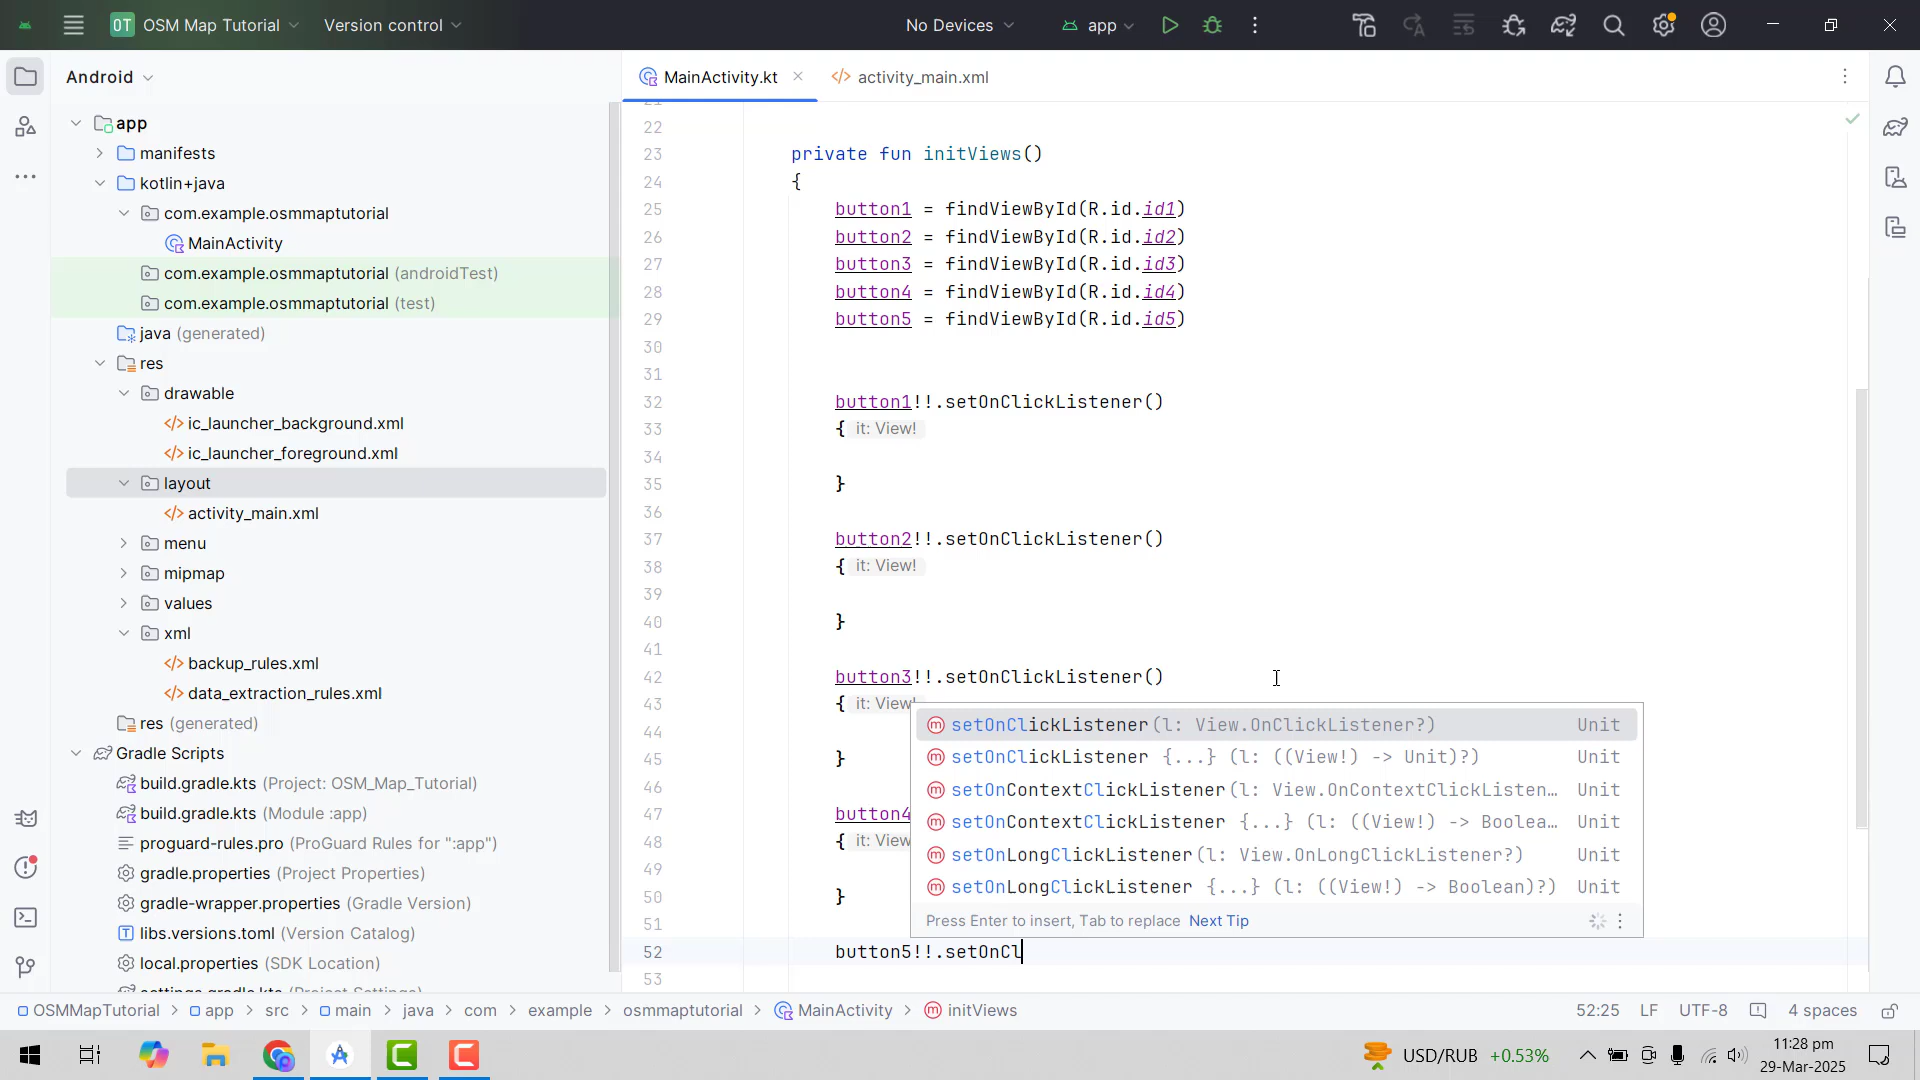 OT OSM Map Tutorial Version control No Devices app
Android
MainActivity.kt activity_main.xml
app
manifests
kotlin+java
com.example.osmmaptutorial
MainActivity
com.example.osmmaptutorial (androidTest)
com.example.osmmaptutorial (test)
java (generated)
res
drawable
ic_launcher_background.xml
ic_launcher_foreground.xml
layout
activity_main.xml
menu
mipmap
values
xml
backup_rules.xml
data_extraction_rules.xml
res (generated)
Gradle Scripts
build.gradle.kts (Project: OSM_Map_Tutorial)
build.gradle.kts (Module :app)
proguard-rules.pro (ProGuard Rules for ":app")
gradle.properties (Project Properties)
gradle-wrapper.properties (Gradle Version)
libs.versions.toml (Version Catalog)
local.properties (SDK Location)
settings.gradle.kts (Project Settings)
21
22
23 private fun initViews()
24 {
25 button1 = findViewById(R.id.id1)
26 button2 = findViewById(R.id.id2)
27 button3 = findViewById(R.id.id3)
28 button4 = findViewById(R.id.id4)
29 button5 = findViewById(R.id.id5)
30
31
32 button1!!.setOnClickListener()
33 { it: View!
34
35 }
36
37 button2!!.setOnClickListener()
38 { it: View!
39
40 }
41
42 button3!!.setOnClickListener()
43 { it: View!
44
45 }
46
47 button4
48 { it: View
49
50 }
51
52 button5!!.setOnCl
53
setOnClickListener(l: View.OnClickListener?) Unit
setOnClickListener {...} (l: ((View!) -> Unit)?) Unit
setOnContextClickListener(l: View.OnContextClickListen… Unit
setOnContextClickListener {...} (l: ((View!) -> Boolea… Unit
setOnLongClickListener(l: View.OnLongClickListener?) Unit
setOnLongClickListener {...} (l: ((View!) -> Boolean)?) Unit
Press Enter to insert, Tab to replace Next Tip
OSMMapTutorial > app > src > main > java > com > example > osmmaptutorial > MainActivity > initViews 52:25 LF UTF-8 4 spaces
USD/RUB +0.53%
11:28 pm
29-Mar-2025